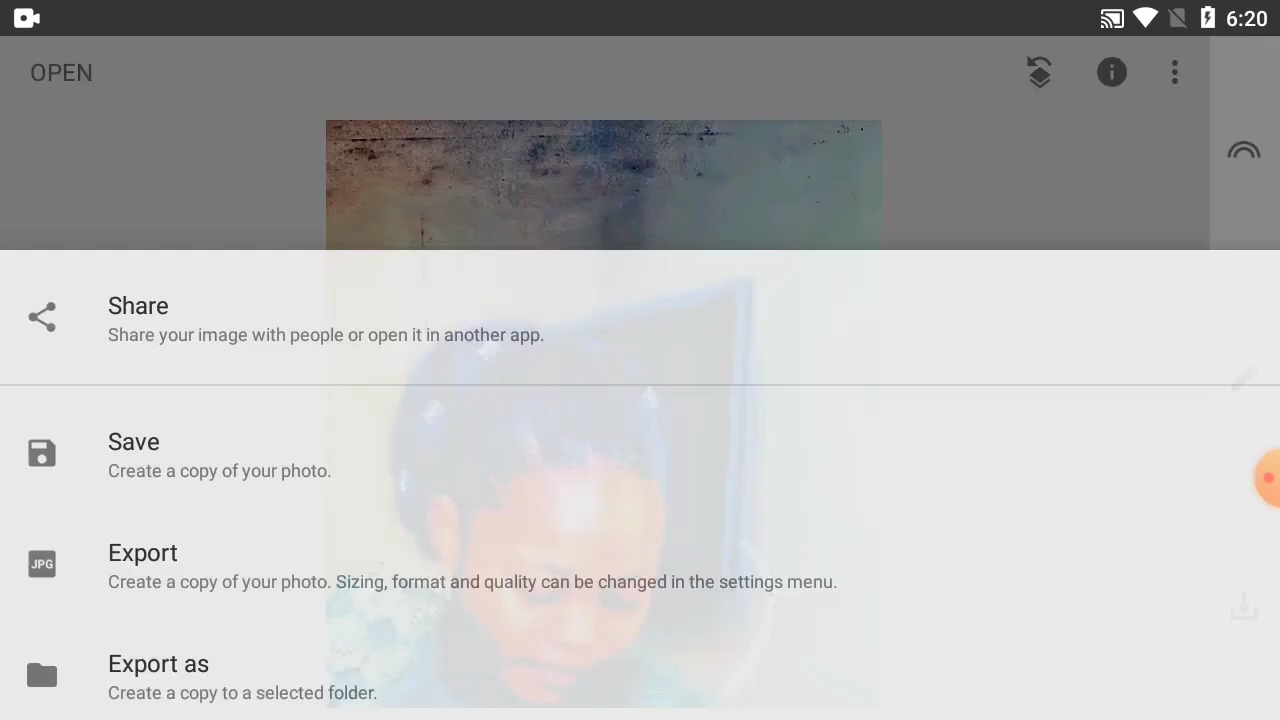 6:20
OPEN
Share
Share your image with people or open it in another app.
Save
Create a copy of your photo.
JPG
Export
Create a copy of your photo. Sizing, format and quality can be changed in the settings menu.
Export as
Create a copy to a selected folder.